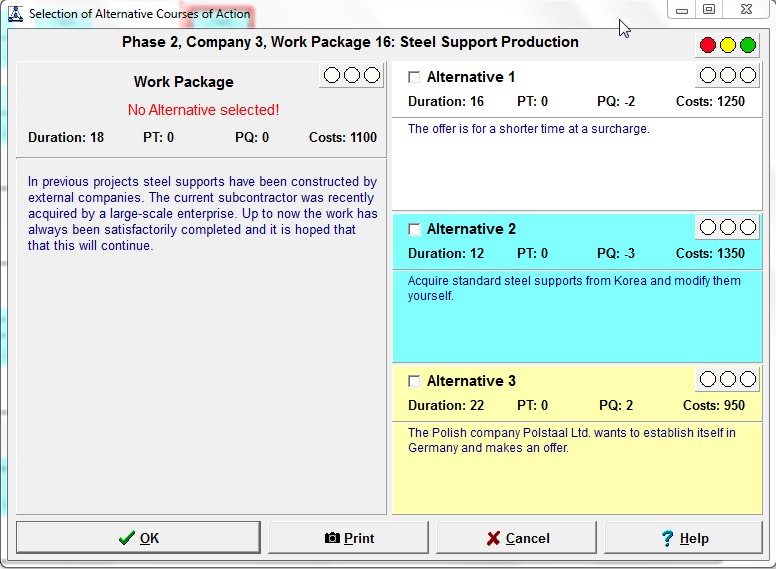 Selection of Alternative Courses of Action
Phase 2, Company 3, Work Package 16: Steel Support Production
Work Package
No Alternative selected!
Duration: 18 PT: 0 PQ: 0 Costs: 1100
In previous projects steel supports have been constructed by
external companies. The current subcontractor was recently
acquired by a large-scale enterprise. Up to now the work has
always been satisfactorily completed and it is hoped that
that this will continue.
Alternative 1
Duration: 16 PT: 0 PQ: -2 Costs: 1250
The offer is for a shorter time at a surcharge.
Alternative 2
Duration: 12 PT: 0 PQ: -3 Costs: 1350
Acquire standard steel supports from Korea and modify them
yourself.
Alternative 3
Duration: 22 PT: 0 PQ: 2 Costs: 950
The Polish company Polstaal Ltd. wants to establish itself in
Germany and makes an offer.
OK Print Cancel Help